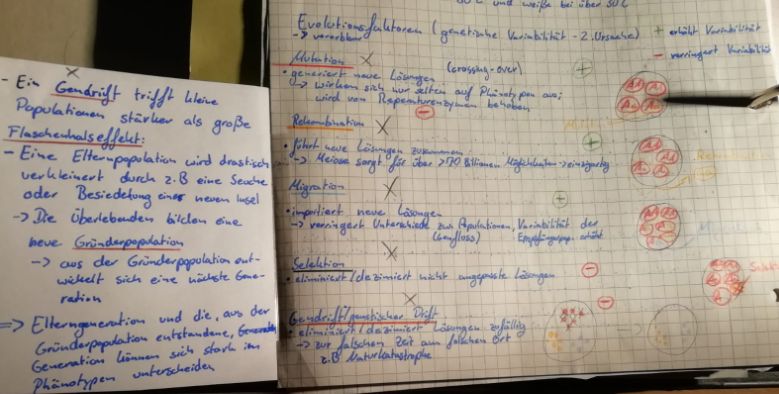 - Ein Gendrift trifft kleine
Populationen stärker als große
Flaschenhalseffekt:
- Eine Elternpopulation wird drastisch
verkleinert durch z.B eine Seuche
oder Besiedelung einer neuen Insel
-> Die Überlebenden bilden eine
neue Gründerpopulation
-> aus der Gründerpopulation ent-
wickelt sich eine nächste Gene-
ration
=> Elterngeneration und die, aus der
Gründerpopulation entstandene,
Generation können sich stark im
Phänotypen unterscheiden
und weiße bei über 30°C
Evolutionsfaktoren (genetische Variabilität - 2. Ursache) + erhöht Variabilität
-> vererbbar - verringert Variabilität
Mutation (crossing-over) +
• generiert neue Lösungen
-> wirken sich nur selten auf Phänotypen aus;
wird von Reperaturenzymen behoben -
Rekombination +
• führt neue Lösungen zusammen
-> Meiose sorgt für über >70 Billionen Möglichkeiten -> einzigartig
Migration +
• importiert neue Lösungen
-> verringert Unterschiede zw. Populationen, Variabilität der
(Genfluss) Empfängerpop. erhöht
Selektion -
• eliminiert/dezimiert nicht angepasste Lösungen
Gendrift/genetischer Drift -
• eliminiert/dezimiert Lösungen zufällig
-> zur falschen Zeit am falschen Ort
z.B Naturkatastrophe